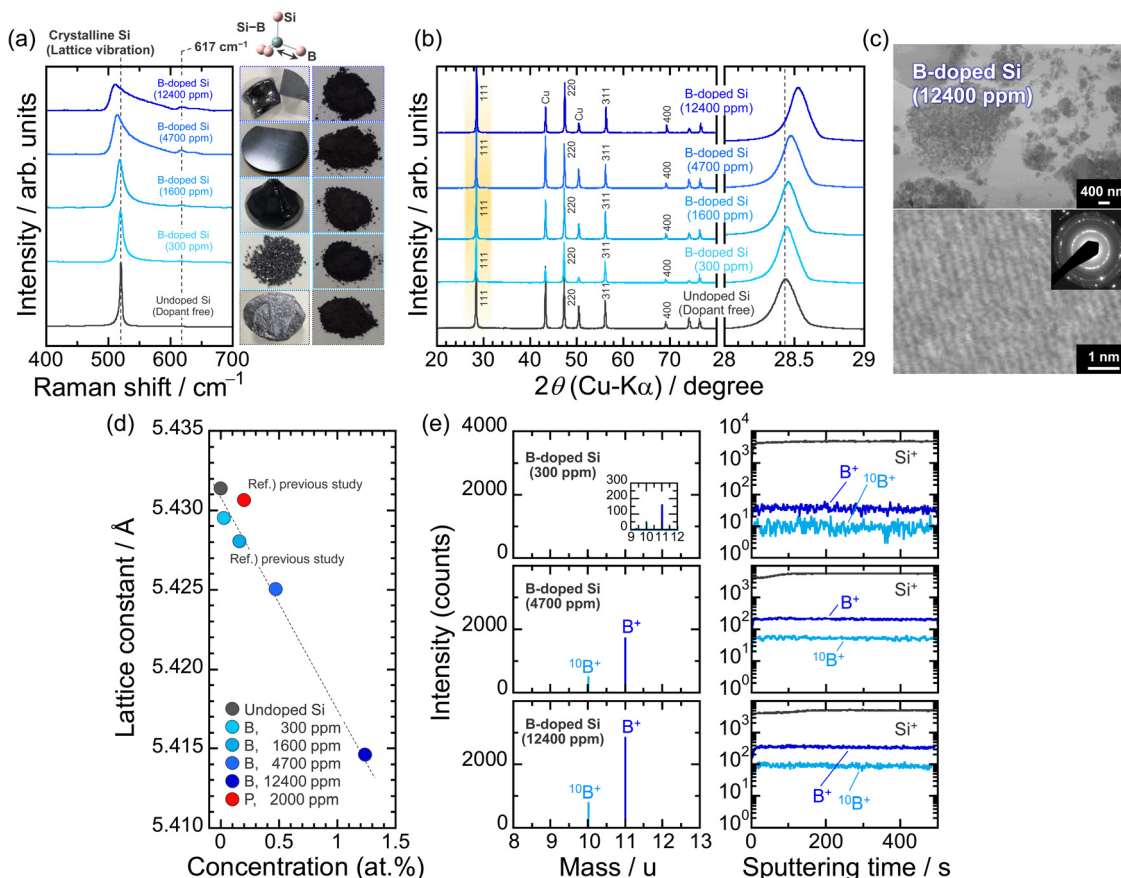 (a)
Crystalline Si
(Lattice vibration)
Si–B
Si
B
617 cm⁻¹
B-doped Si
(12400 ppm)
B-doped Si
(4700 ppm)
B-doped Si
(1600 ppm)
B-doped Si
(300 ppm)
Undoped Si
(Dopant free)
Intensity / arb. units
400 500 600 700
Raman shift / cm⁻¹
(b)
111 Cu 220 Cu 311 400
B-doped Si
(12400 ppm)
111 220 311 400
B-doped Si
(4700 ppm)
111 220 311 400
B-doped Si
(1600 ppm)
111 220 311 400
B-doped Si
(300 ppm)
111 220 311 400
Undoped Si
(Dopant free)
Intensity / arb. units
20 30 40 50 60 70 28 28.5 29
2θ (Cu-Kα) / degree
(c)
B-doped Si
(12400 ppm)
400 nm
1 nm
(d)
5.435
5.430
5.425
5.420
5.415
5.410
Lattice constant / Å
Ref.) previous study
Ref.) previous study
Undoped Si
B, 300 ppm
B, 1600 ppm
B, 4700 ppm
B, 12400 ppm
P, 2000 ppm
0 0.3 0.6 0.9 1.2 1.5
Concentration (at.%)
(e)
B-doped Si
(300 ppm)
4000
2000
0
300
200
100
0
9 10 11 12
B-doped Si
(4700 ppm)
4000
2000
0
¹⁰B⁺
B⁺
B-doped Si
(12400 ppm)
2000
0
¹⁰B⁺
B⁺
Intensity (counts)
8 9 10 11 12 13
Mass / u
10⁴
10³
10²
10¹
10⁰
Si⁺
B⁺
¹⁰B⁺
10⁴
10³
10²
10¹
10⁰
Si⁺
B⁺
¹⁰B⁺
10⁴
10³
10²
10¹
10⁰
Si⁺
B⁺
¹⁰B⁺
0 200 400
Sputtering time / s